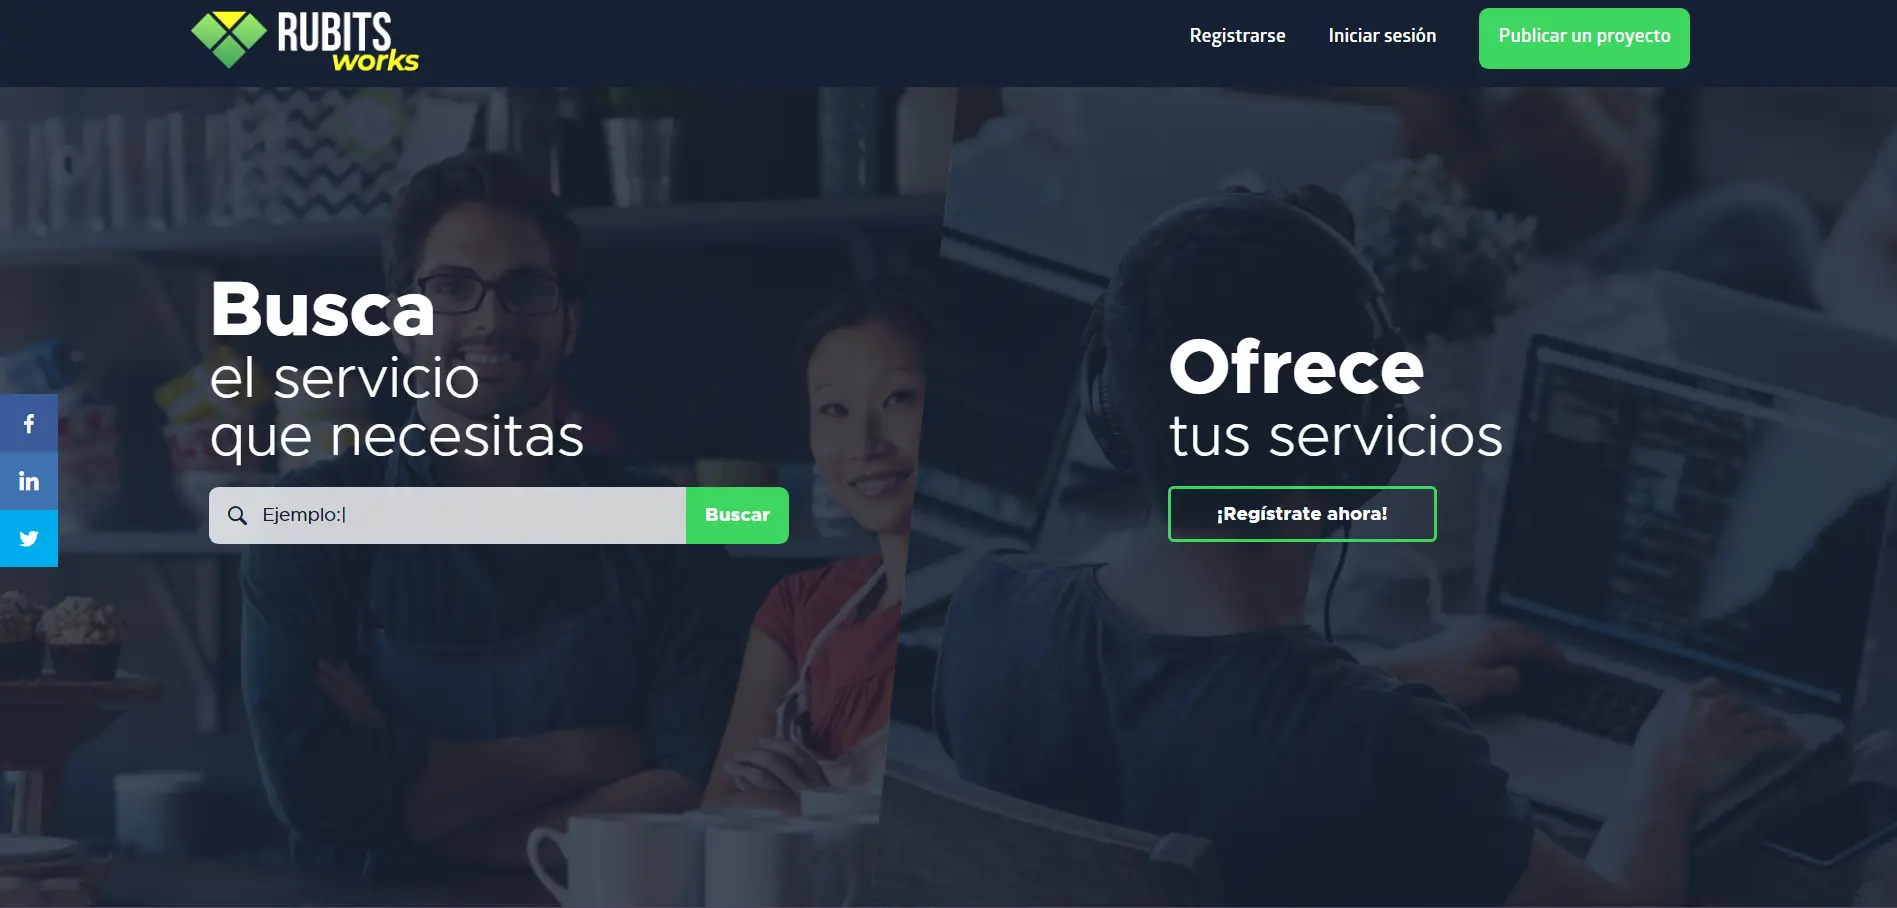 RUBITS
works
Registrarse
Iniciar sesión
Publicar un proyecto
Busca
el servicio
que necesitas
Ejemplo:|
Buscar
Ofrece
tus servicios
¡Regístrate ahora!
f
in